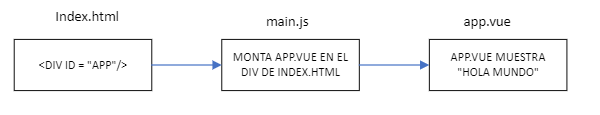 Index.html
main.js
app.vue
<DIV ID = "APP"/>
MONTA APP.VUE EN EL
DIV DE INDEX.HTML
APP.VUE MUESTRA
"HOLA MUNDO"